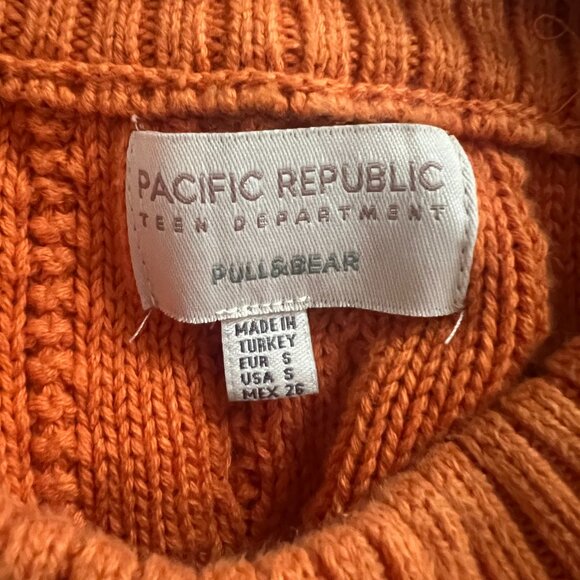 PACIFIC REPUBLIC
TEEN DEPARTMENT
PULL&BEAR
MADE IN
TURKEY
EUR S
USA S
MEX 26